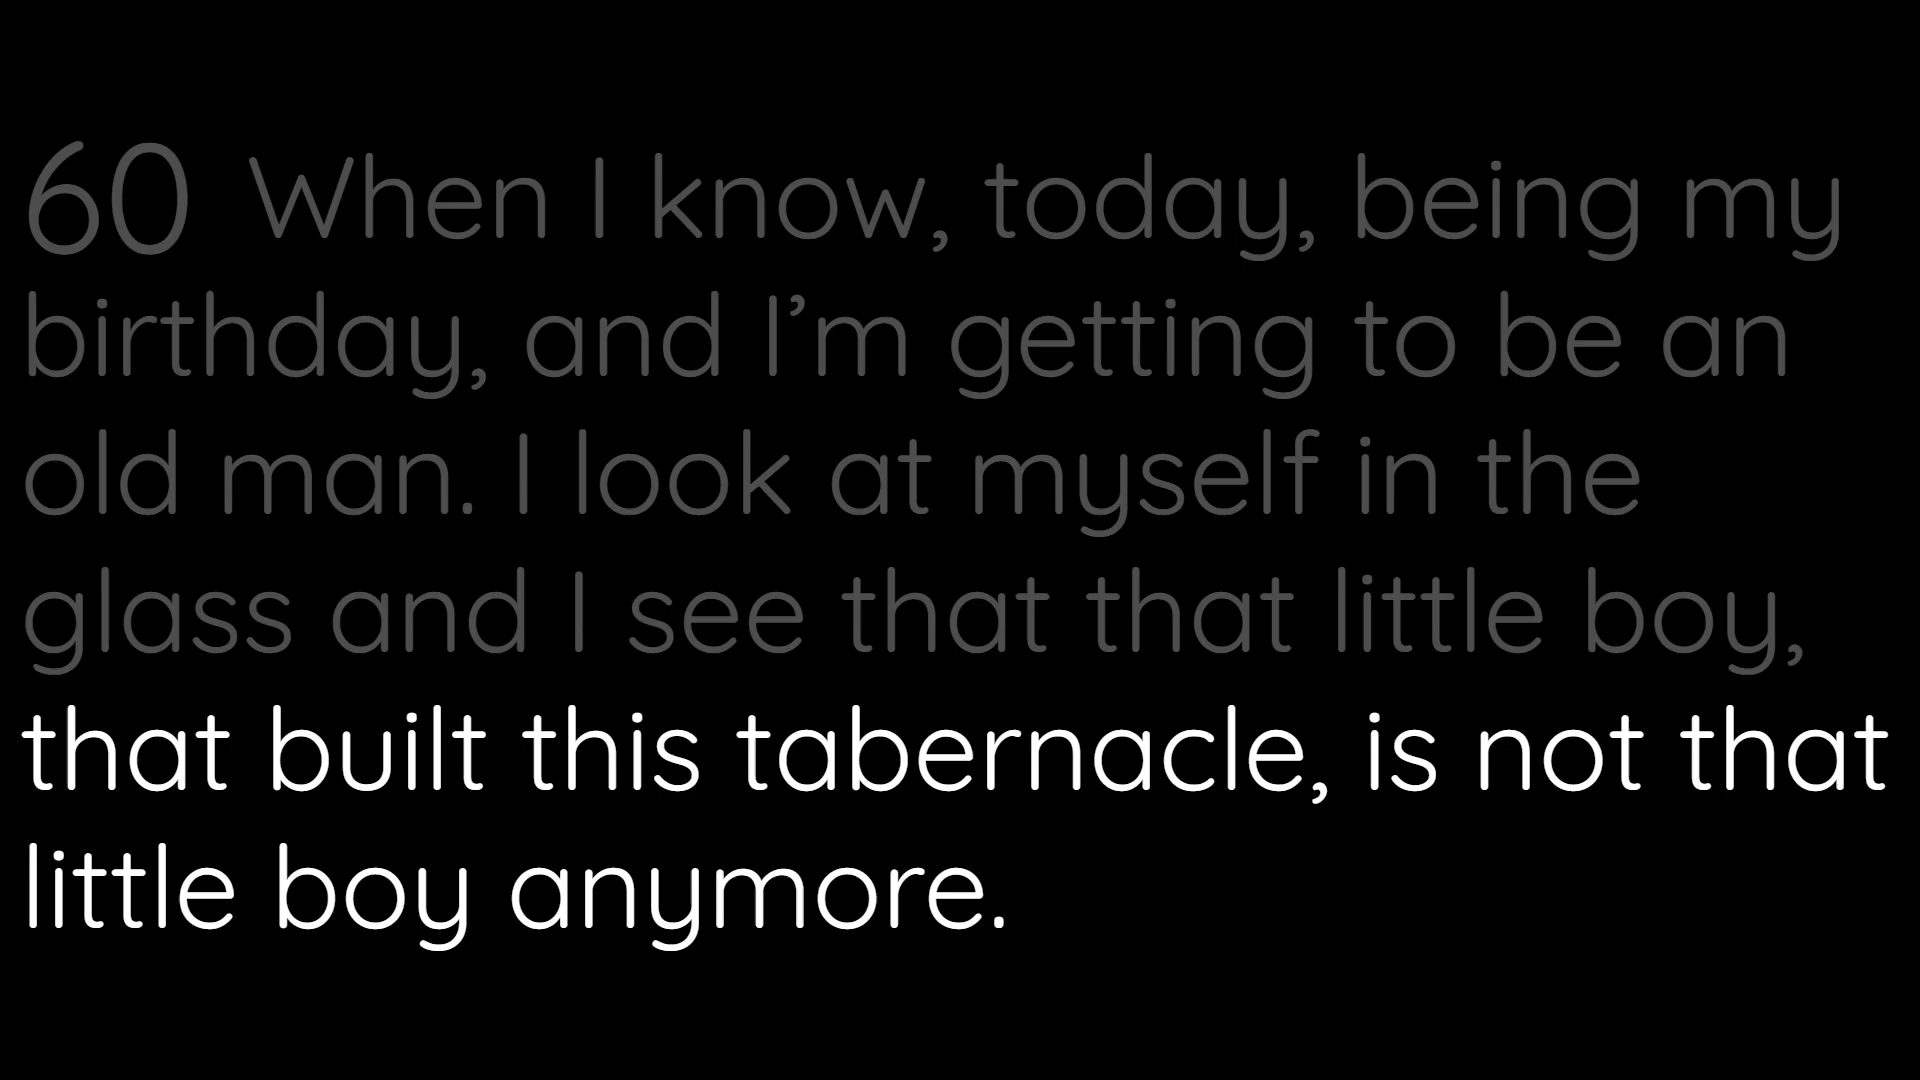 60 When I know, today, being my
birthday, and I’m getting to be an
old man. I look at myself in the
glass and I see that that little boy,
that built this tabernacle, is not that
little boy anymore.